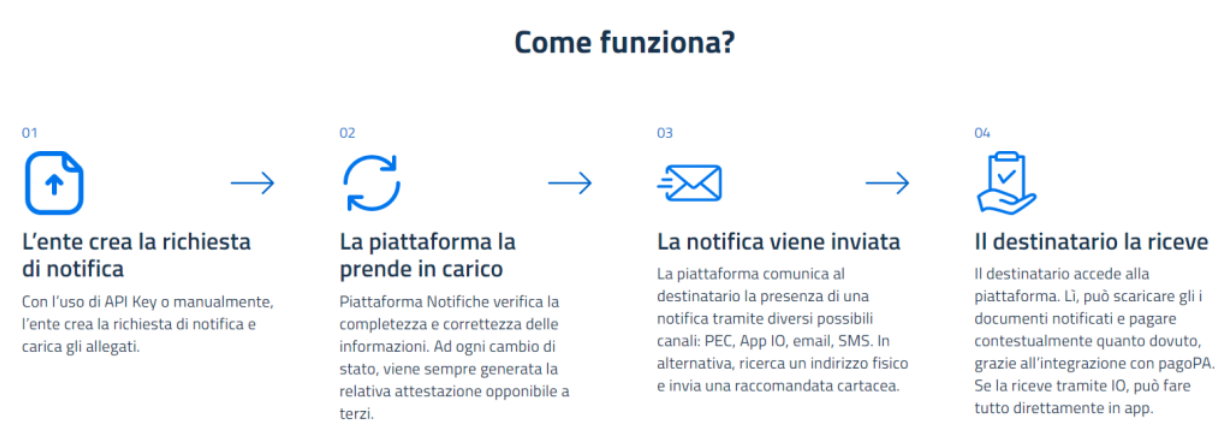 Come funziona?
01
L'ente crea la richiesta
di notifica
Con l'uso di API Key o manualmente,
l'ente crea la richiesta di notifica e
carica gli allegati.
02
La piattaforma la
prende in carico
Piattaforma Notifiche verifica la
completezza e correttezza delle
informazioni. Ad ogni cambio di
stato, viene sempre generata la
relativa attestazione opponibile a
terzi.
03
La notifica viene inviata
La piattaforma comunica al
destinatario la presenza di una
notifica tramite diversi possibili
canali: PEC, App IO, email, SMS. In
alternativa, ricerca un indirizzo fisico
e invia una raccomandata cartacea.
04
Il destinatario la riceve
Il destinatario accede alla
piattaforma. Lì, può scaricare gli i
documenti notificati e pagare
contestualmente quanto dovuto,
grazie all'integrazione con pagoPA.
Se la riceve tramite IO, può fare
tutto direttamente in app.